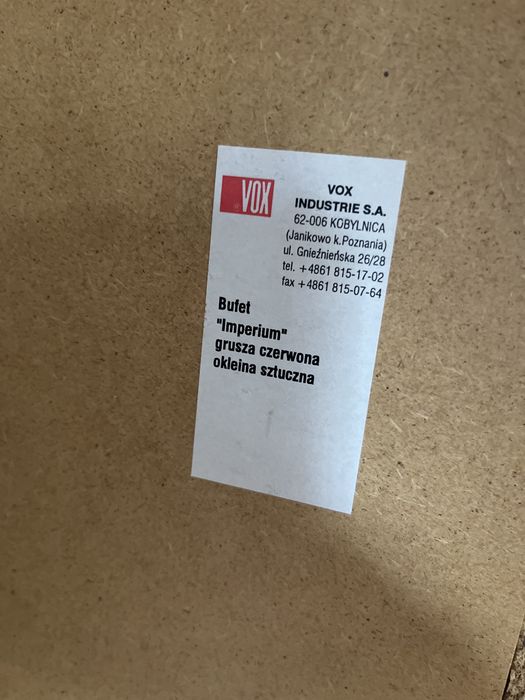 VOX
VOX
INDUSTRIE S.A.
62-006 KOBYLNICA
(Janikowo k.Poznania)
ul. Gnieźnieńska 26/28
tel. +4861 815-17-02
fax +4861 815-07-64
Bufet
"Imperium"
grusza czerwona
okleina sztuczna